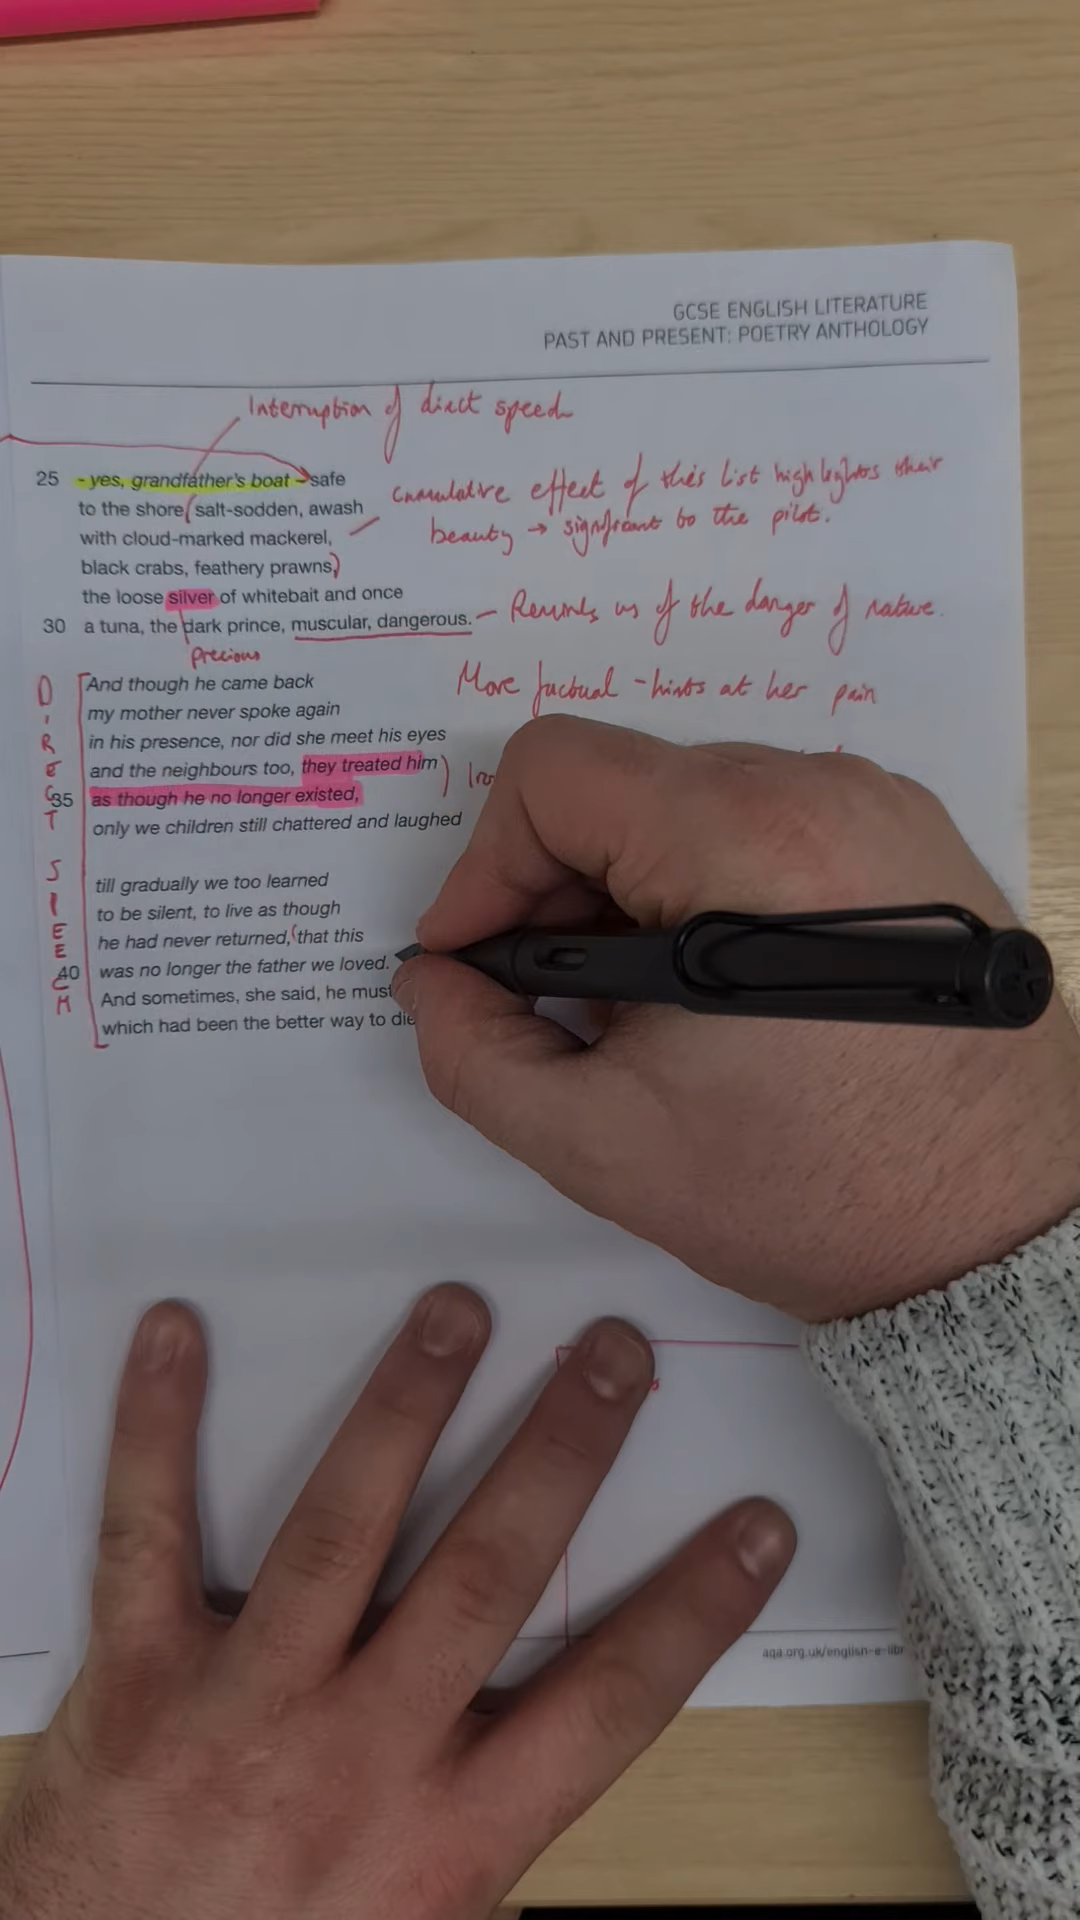 GCSE ENGLISH LITERATURE
PAST AND PRESENT: POETRY ANTHOLOGY
Interruption of direct speech
25 - yes, grandfather's boat - safe
to the shore, salt-sodden, awash
with cloud-marked mackerel,
black crabs, feathery prawns,
the loose silver of whitebait and once
30 a tuna, the dark prince, muscular, dangerous.
cumulative effect of this list highlights their
beauty → significant to the pilot.
- Reminds us of the danger of nature.
precious
More factual - hints at her pain
And though he came back
my mother never spoke again
in his presence, nor did she meet his eyes
and the neighbours too, they treated him
35 as though he no longer existed,
only we children still chattered and laughed
till gradually we too learned
to be silent, to live as though
he had never returned, that this
40 was no longer the father we loved.
And sometimes, she said, he must
which had been the better way to die
DIRECT SPEECH
aqa.org.uk/english-e-libr